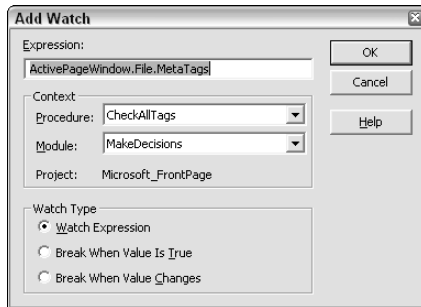 Add Watch
Expression:
ActivePageWindow.File.MetaTags
OK
Cancel
Help
Context
Procedure: CheckAllTags
Module: MakeDecisions
Project: Microsoft_FrontPage
Watch Type
Watch Expression
Break When Value Is True
Break When Value Changes